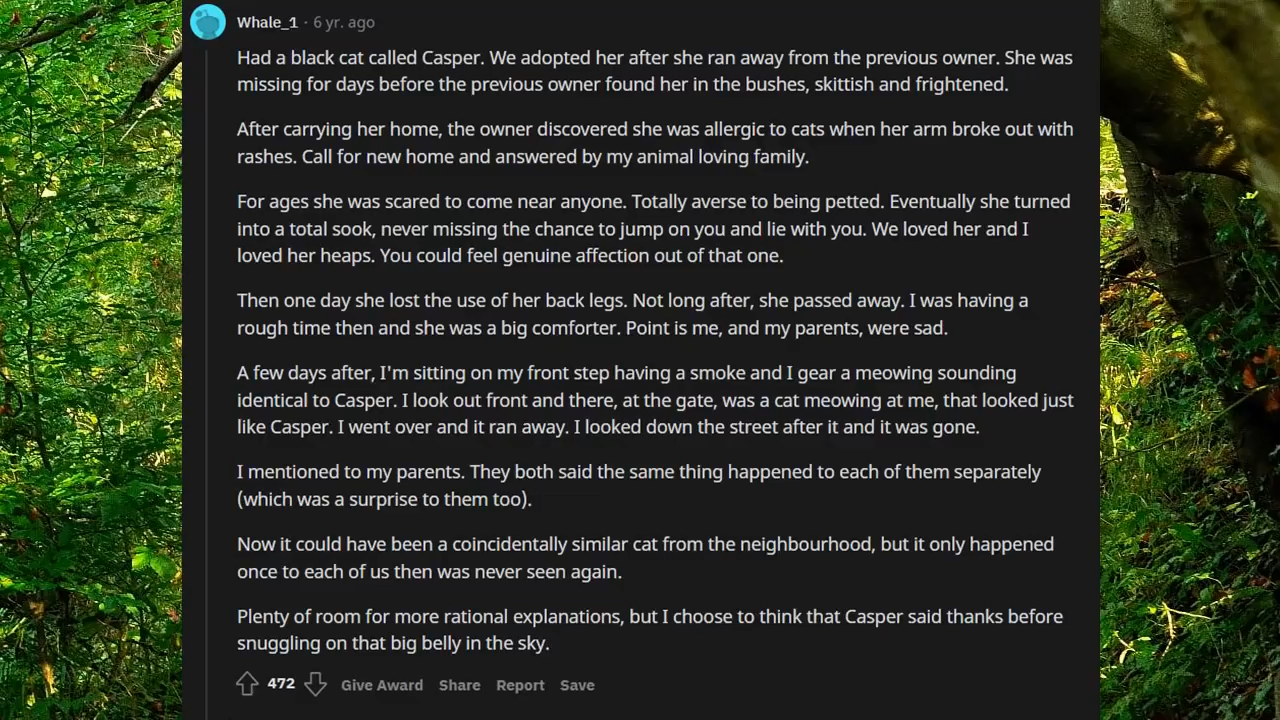 Whale_1 · 6 yr. ago
Had a black cat called Casper. We adopted her after she ran away from the previous owner. She was
missing for days before the previous owner found her in the bushes, skittish and frightened.
After carrying her home, the owner discovered she was allergic to cats when her arm broke out with
rashes. Call for new home and answered by my animal loving family.
For ages she was scared to come near anyone. Totally averse to being petted. Eventually she turned
into a total sook, never missing the chance to jump on you and lie with you. We loved her and I
loved her heaps. You could feel genuine affection out of that one.
Then one day she lost the use of her back legs. Not long after, she passed away. I was having a
rough time then and she was a big comforter. Point is me, and my parents, were sad.
A few days after, I'm sitting on my front step having a smoke and I gear a meowing sounding
identical to Casper. I look out front and there, at the gate, was a cat meowing at me, that looked just
like Casper. I went over and it ran away. I looked down the street after it and it was gone.
I mentioned to my parents. They both said the same thing happened to each of them separately
(which was a surprise to them too).
Now it could have been a coincidentally similar cat from the neighbourhood, but it only happened
once to each of us then was never seen again.
Plenty of room for more rational explanations, but I choose to think that Casper said thanks before
snuggling on that big belly in the sky.
472 Give Award Share Report Save